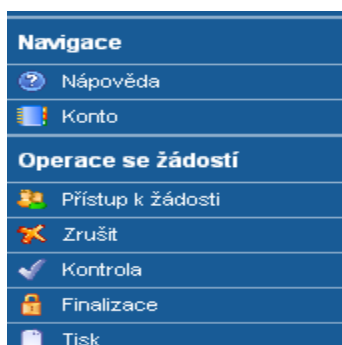 Navigace
Nápověda
Konto
Operace se žádostí
Přístup k žádosti
Zrušit
Kontrola
Finalizace
Tisk